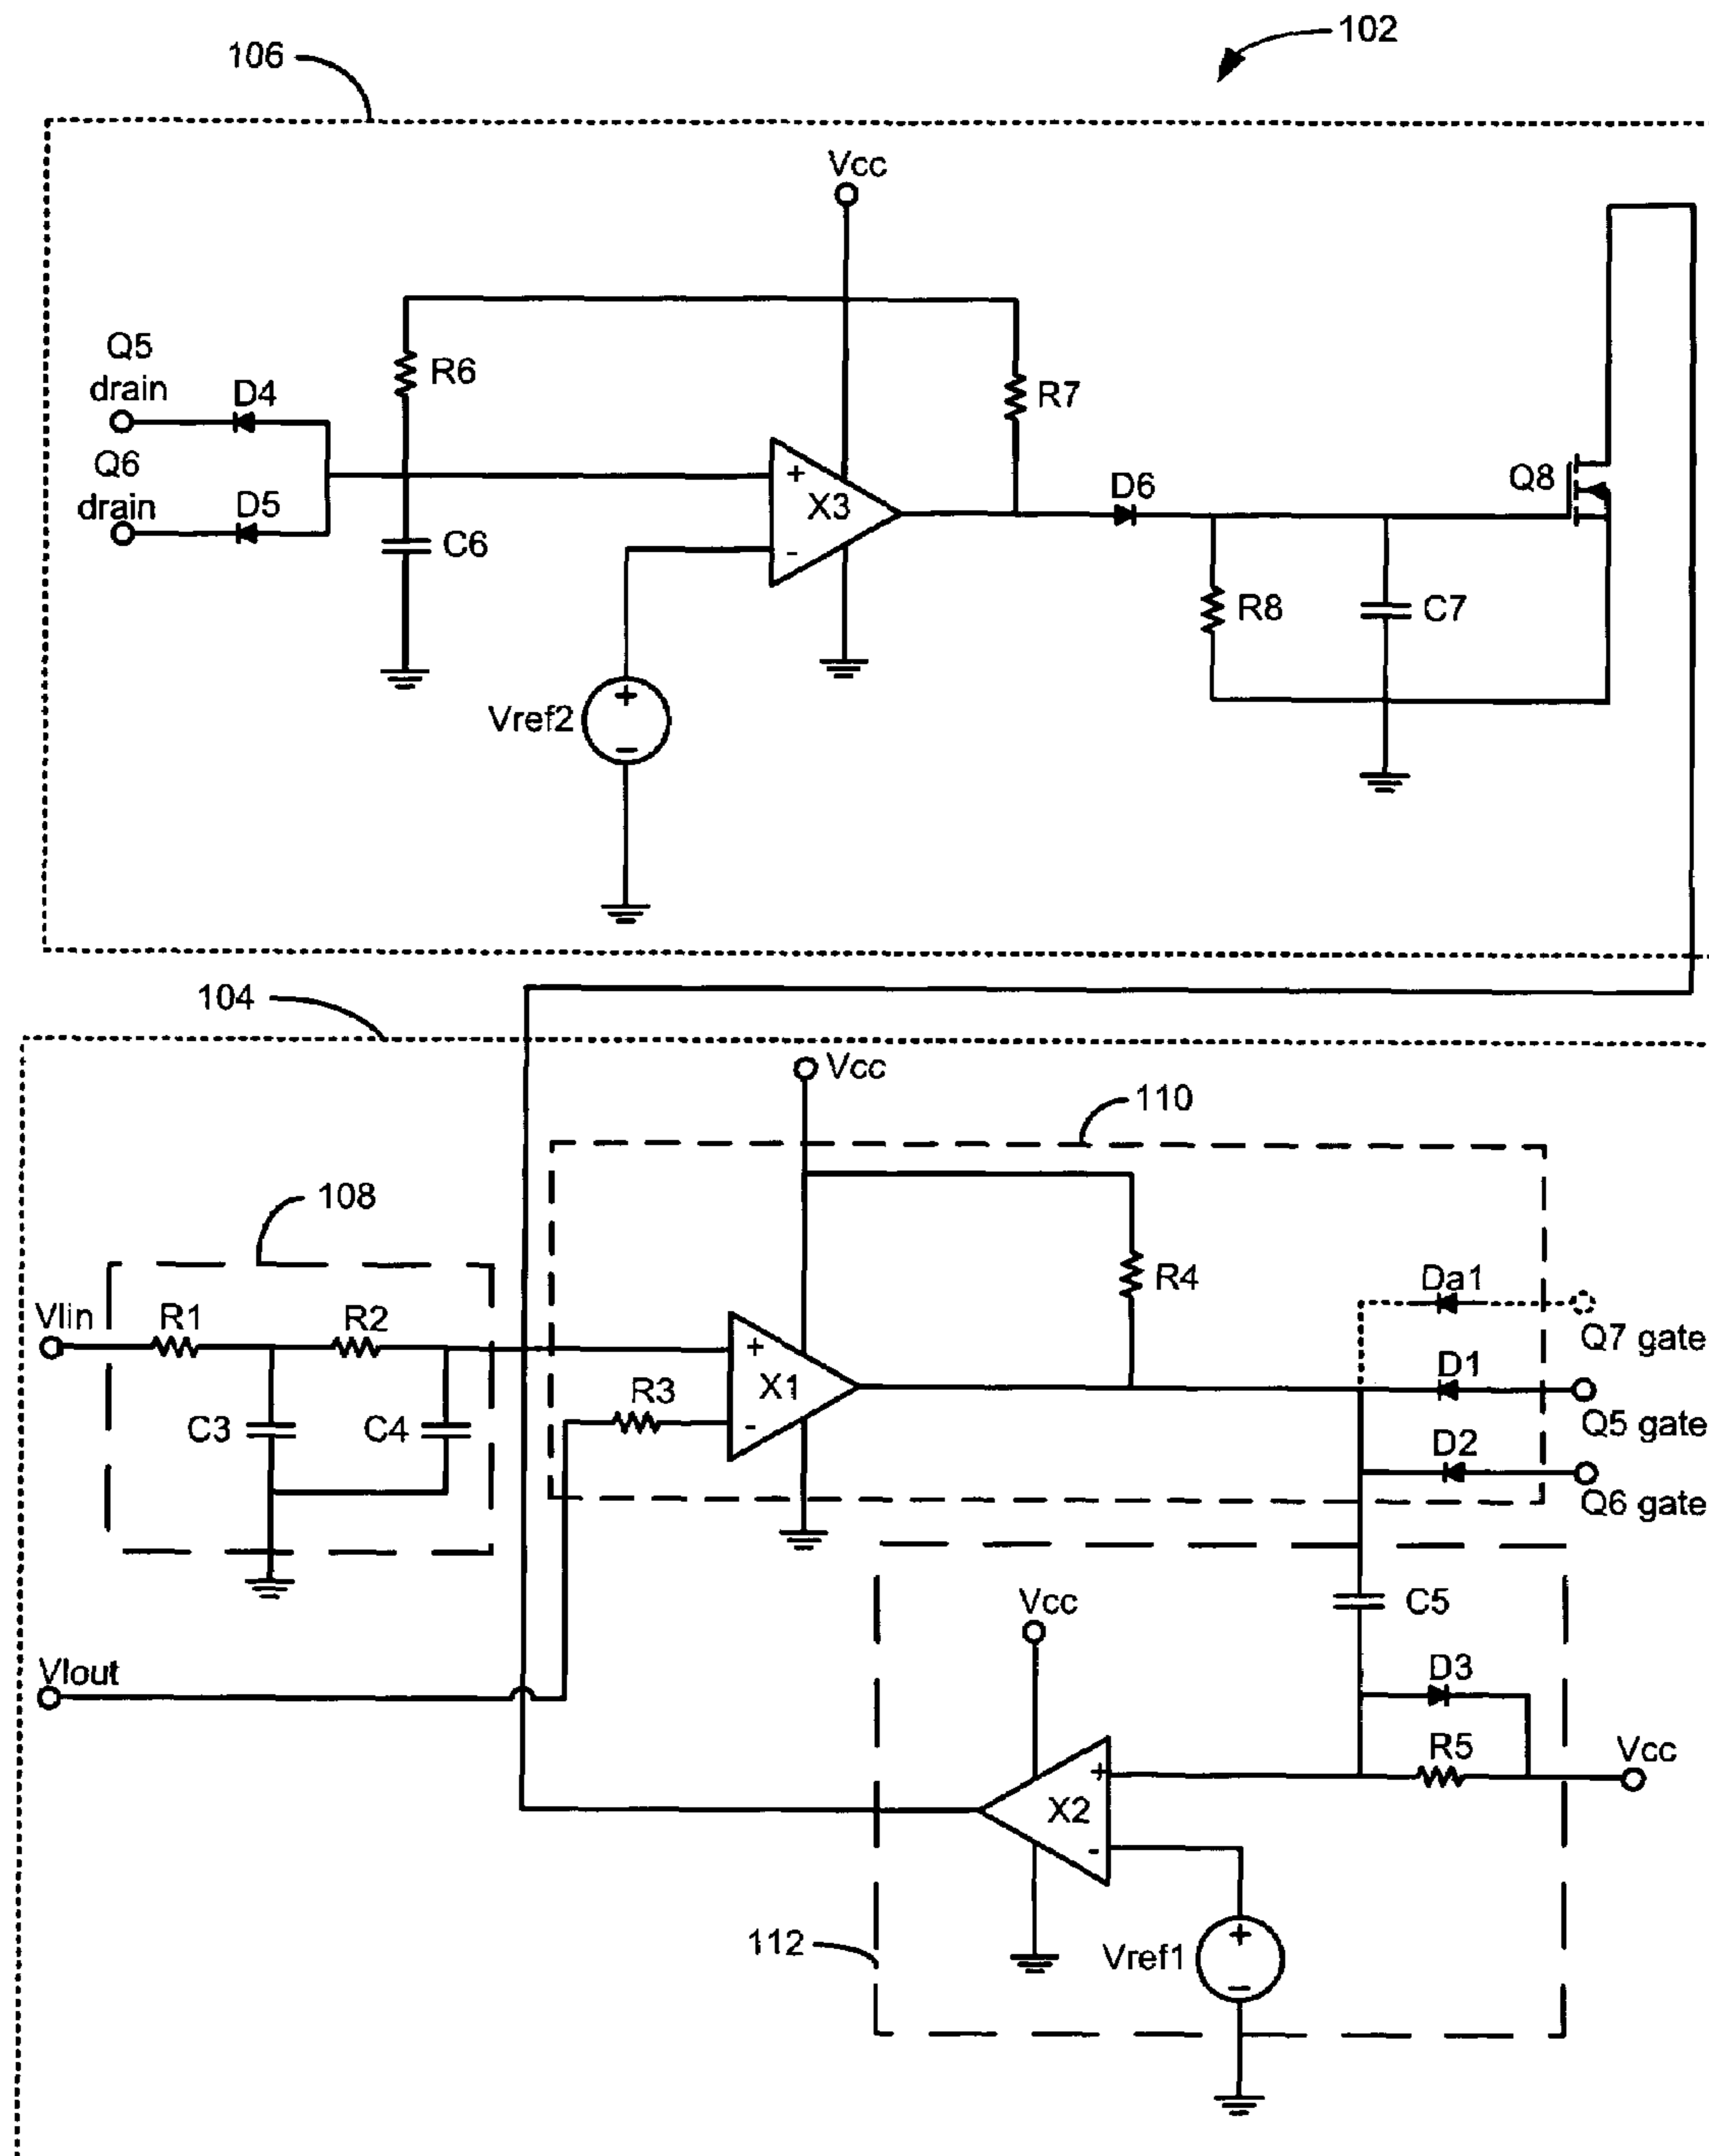 102
106
Vcc
Q5
drain
D4
R6
R7
Q6
drain
D5
C6
+
X3
-
D6
Q8
R8
C7
Vref2
+
-
104
Vcc
110
108
Vlin
R1
R2
R4
Da1
Q7 gate
+
X1
-
R3
D1
Q5 gate
C3
C4
D2
Q6 gate
Vcc
C5
Vlout
D3
R5
Vcc
+
X2
-
112
Vref1
+
-